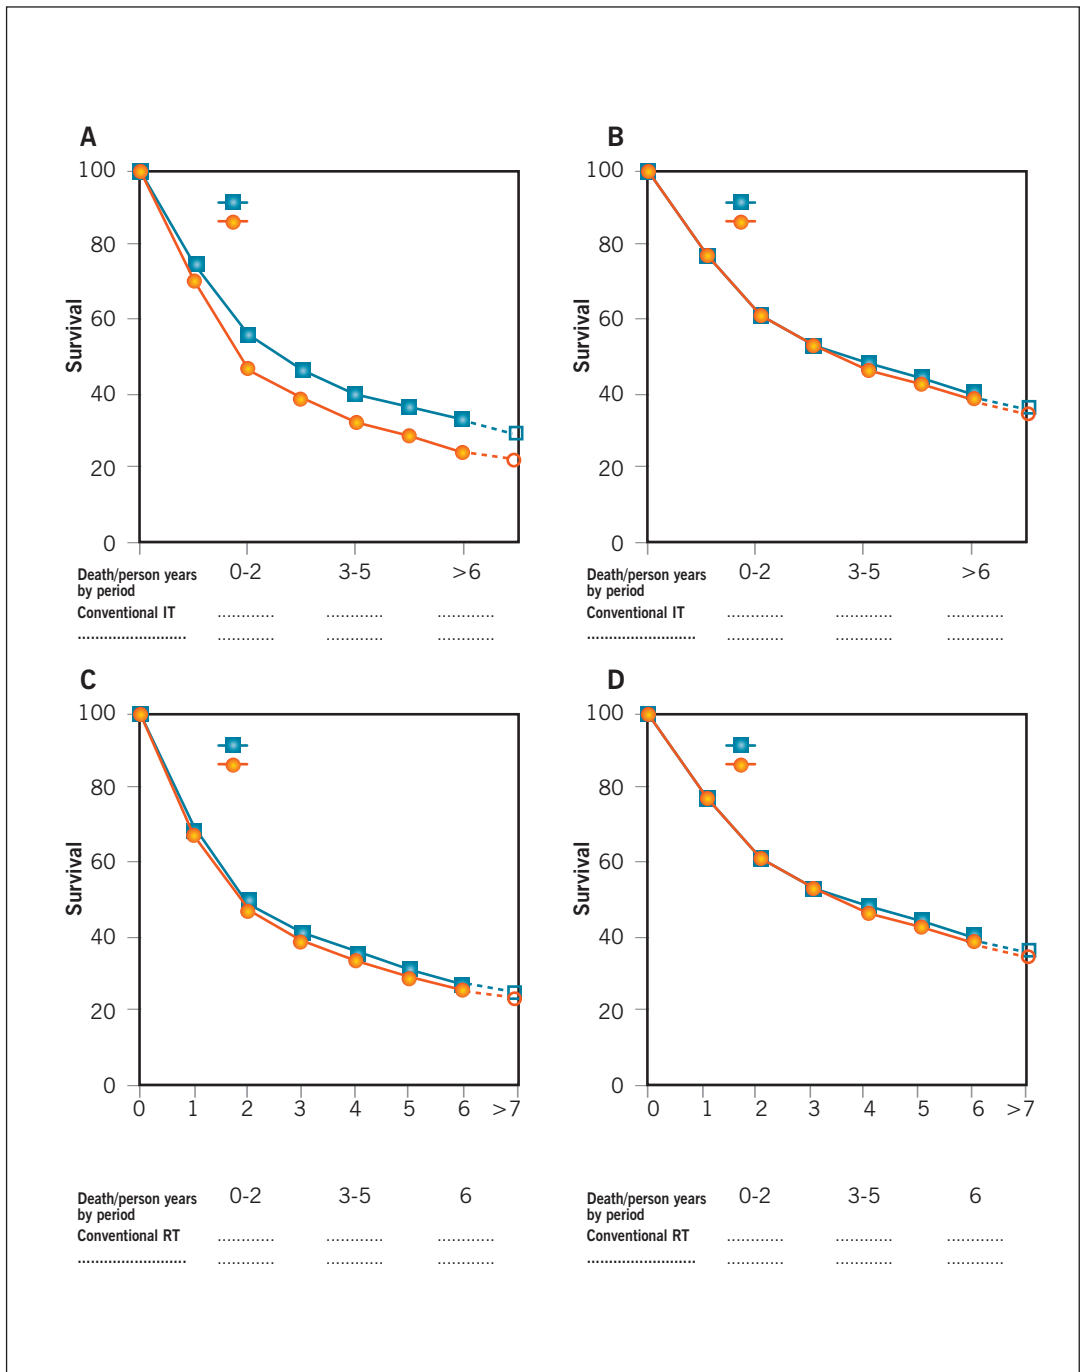 A
100
80
60
40
20
0
Survival
Death/person years 0-2 3-5 >6
by period
Conventional IT ............ ............ ............
......................... ............ ............ ............
B
100
80
60
40
20
0
Survival
Death/person years 0-2 3-5 >6
by period
Conventional IT ............ ............ ............
......................... ............ ............ ............
C
100
80
60
40
20
0
Survival
0 1 2 3 4 5 6 >7
Death/person years 0-2 3-5 6
by period
Conventional RT ............ ............ ............
......................... ............ ............ ............
D
100
80
60
40
20
0
Survival
0 1 2 3 4 5 6 >7
Death/person years 0-2 3-5 6
by period
Conventional RT ............ ............ ............
......................... ............ ............ ............